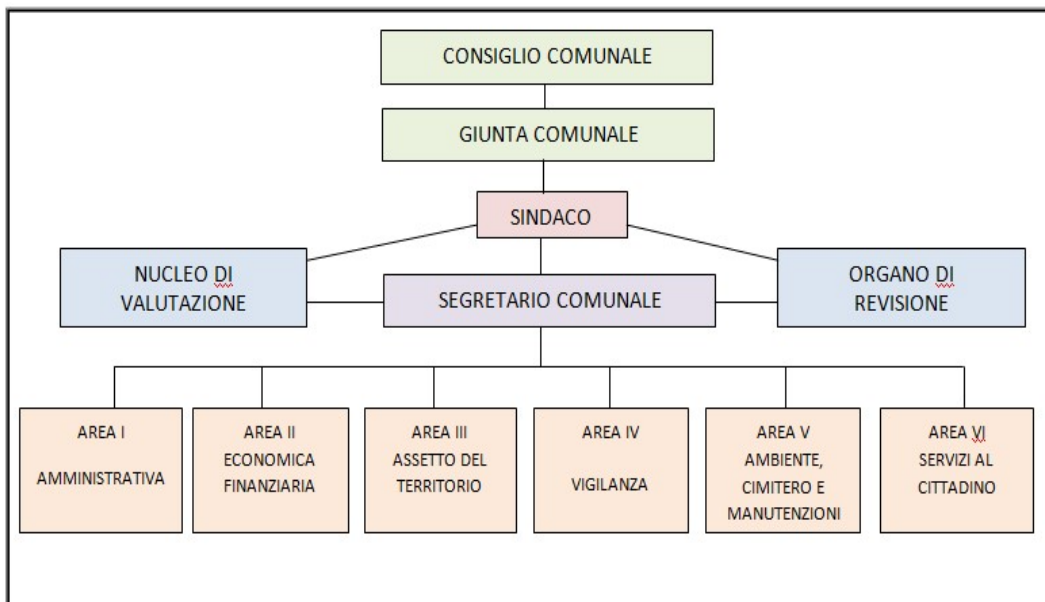 CONSIGLIO COMUNALE
GIUNTA COMUNALE
SINDACO
NUCLEO DI
VALUTAZIONE
SEGRETARIO COMUNALE
ORGANO DI
REVISIONE
AREA I
AMMINISTRATIVA
AREA II
ECONOMICA
FINANZIARIA
AREA III
ASSETTO DEL
TERRITORIO
AREA IV
VIGILANZA
AREA V
AMBIENTE,
CIMITERO E
MANUTENZIONI
AREA VI
SERVIZI AL
CITTADINO